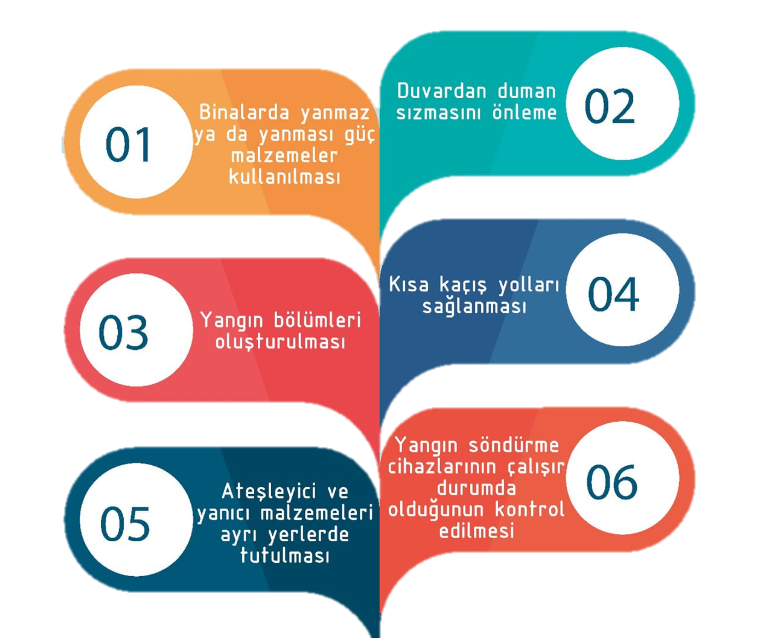 01
Binalarda yanmaz
ya da yanması güç
malzemeler
kullanılması
02
Duvardan duman
sızmasını önleme
03
Yangın bölümleri
oluşturulması
04
Kısa kaçış yolları
sağlanması
05
Ateşleyici ve
yanıcı malzemeleri
ayrı yerlerde
tutulması
06
Yangın söndürme
cihazlarının çalışır
durumda
olduğunun kontrol
edilmesi